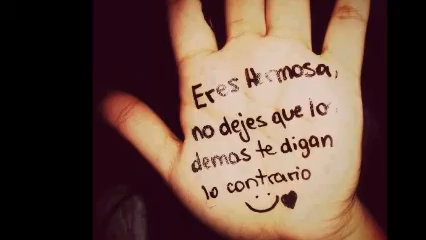 Eres Hermosa,
no dejes que lo
demas te digan
lo contrario